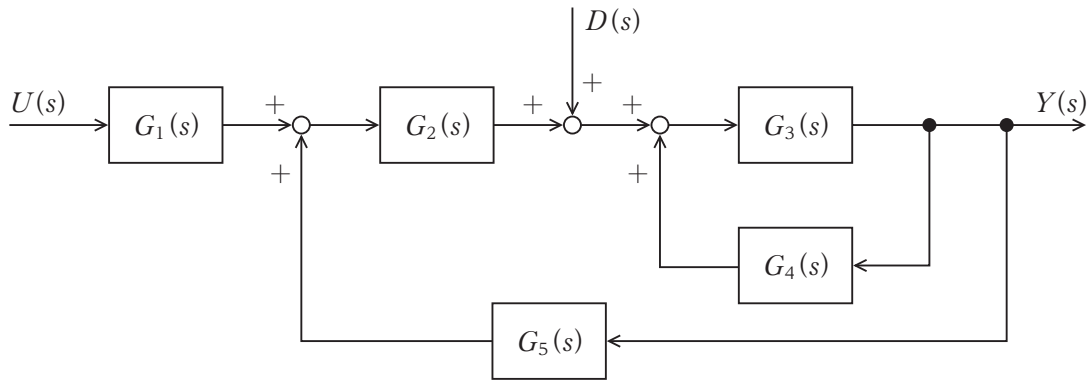 D(s)
U(s)
G₁(s)
+
G₂(s)
+
+
+
G₃(s)
Y(s)
+
+
G₄(s)
G₅(s)